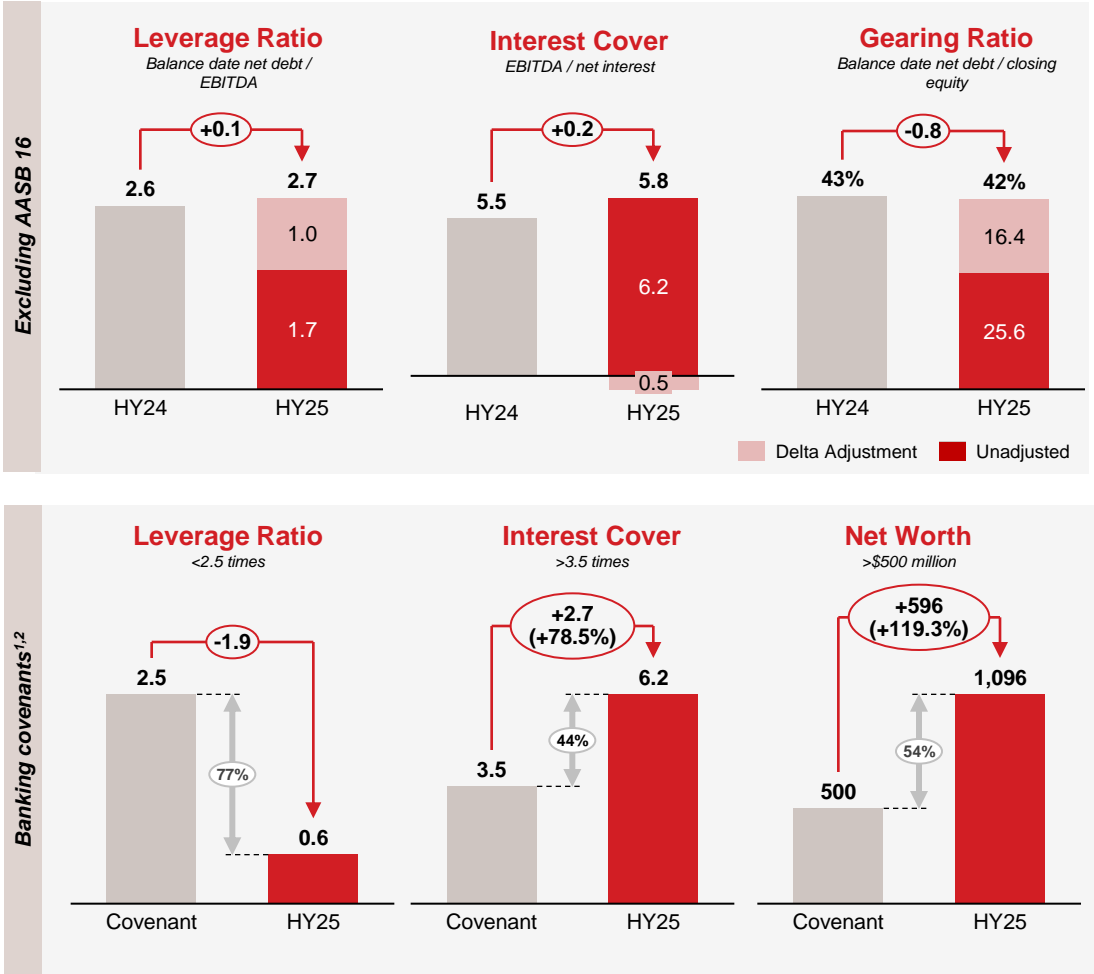 Excluding AASB 16
Leverage Ratio
Balance date net debt /
EBITDA
+0.1
2.6
2.7
1.0
1.7
HY24
HY25
Interest Cover
EBITDA / net interest
+0.2
5.5
5.8
6.2
0.5
HY24
HY25
Gearing Ratio
Balance date net debt / closing
equity
-0.8
43%
42%
16.4
25.6
HY24
HY25
Delta Adjustment
Unadjusted
Banking covenants1,2
Leverage Ratio
<2.5 times
-1.9
2.5
77%
0.6
Covenant
HY25
Interest Cover
>3.5 times
+2.7
(+78.5%)
6.2
44%
3.5
Covenant
HY25
Net Worth
>$500 million
+596
(+119.3%)
1,096
54%
500
Covenant
HY25